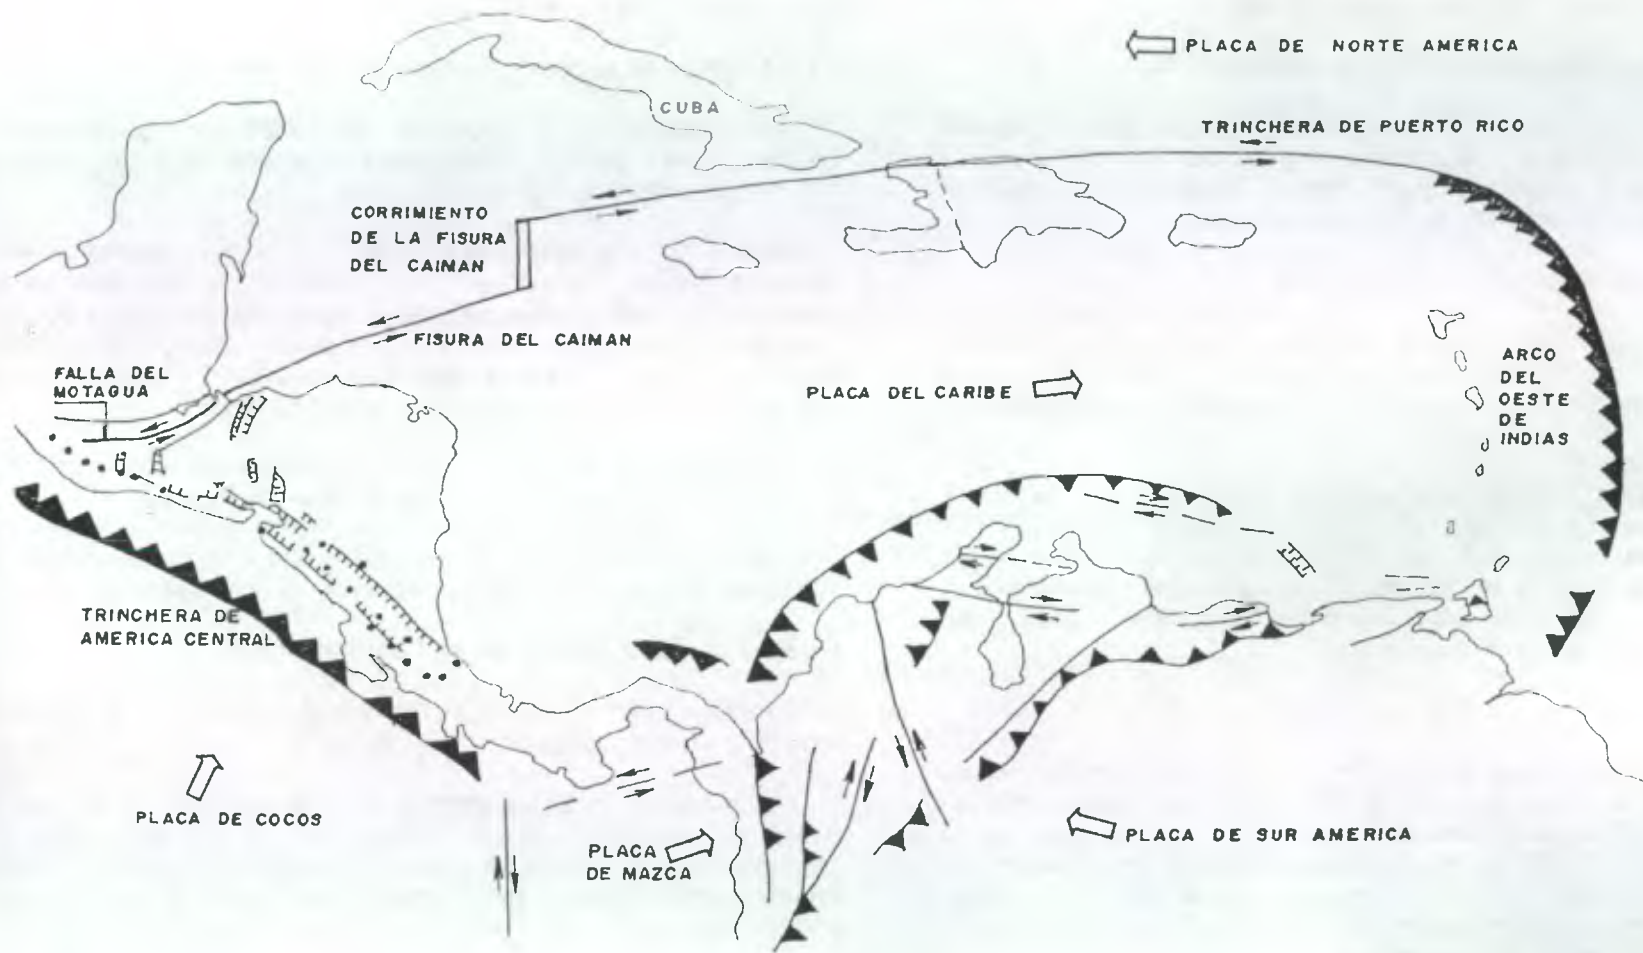 PLACA DE NORTE AMERICA
CUBA
TRINCHERA DE PUERTO RICO
CORRIMIENTO
DE LA FISURA
DEL CAIMAN
FISURA DEL CAIMAN
FALLA DEL
MOTAGUA
PLACA DEL CARIBE
ARCO
DEL
OESTE
DE
INDIAS
TRINCHERA DE
AMERICA CENTRAL
PLACA DE COCOS
PLACA
DE MAZCA
PLACA DE SUR AMERICA